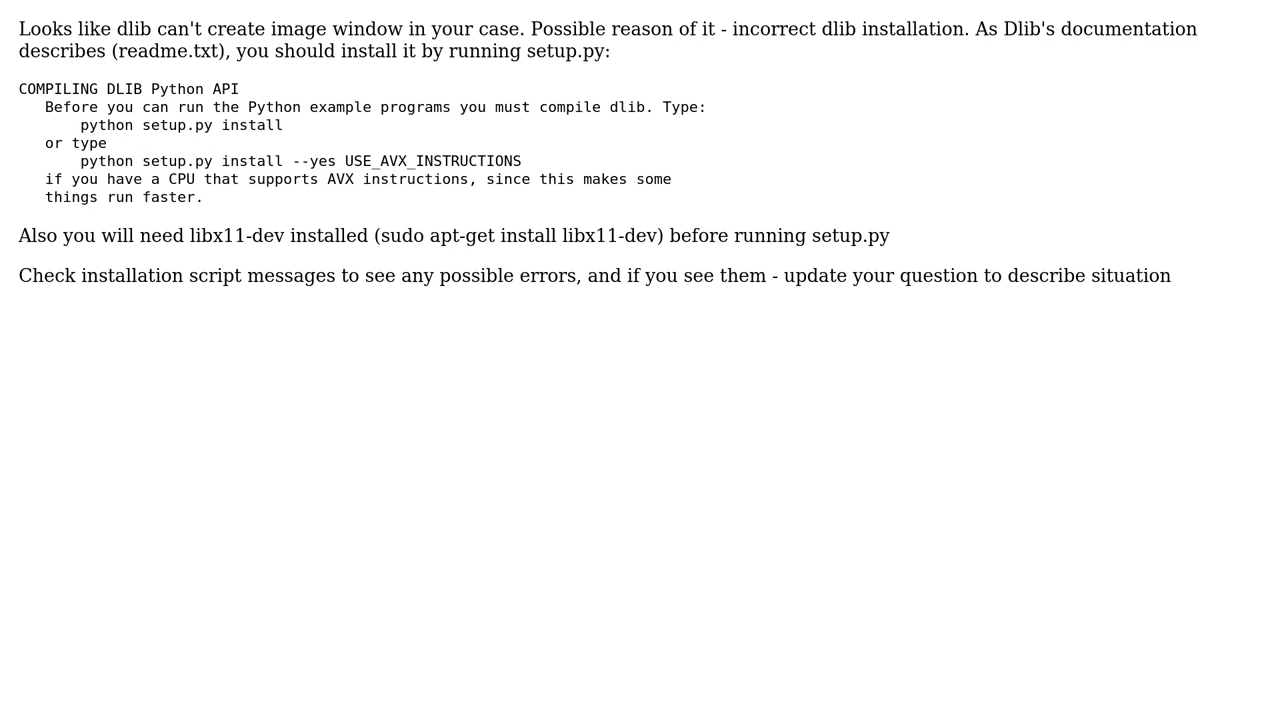 Looks like dlib can't create image window in your case. Possible reason of it - incorrect dlib installation. As Dlib's documentation
describes (readme.txt), you should install it by running setup.py:
COMPILING DLIB Python API
   Before you can run the Python example programs you must compile dlib. Type:
       python setup.py install
   or type
       python setup.py install --yes USE_AVX_INSTRUCTIONS
   if you have a CPU that supports AVX instructions, since this makes some
   things run faster.
Also you will need libx11-dev installed (sudo apt-get install libx11-dev) before running setup.py
Check installation script messages to see any possible errors, and if you see them - update your question to describe situation